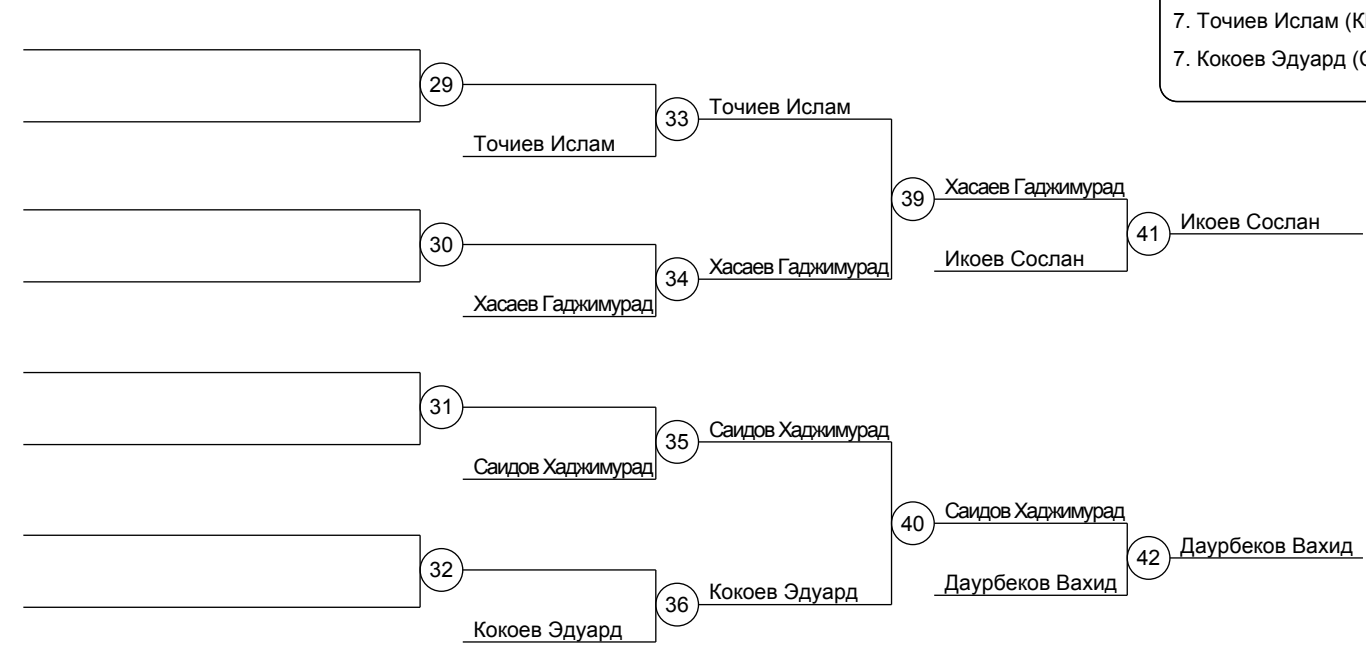 7. Точиев Ислам (К
7. Кокоев Эдуард (
29
Точиев Ислам
33
Точиев Ислам
30
Хасаев Гаджимурад
34
Хасаев Гаджимурад
39
Хасаев Гаджимурад
Икоев Сослан
41
Икоев Сослан
31
Саидов Хаджимурад
35
Саидов Хаджимурад
32
Кокоев Эдуард
36
Кокоев Эдуард
40
Саидов Хаджимурад
Даурбеков Вахид
42
Даурбеков Вахид